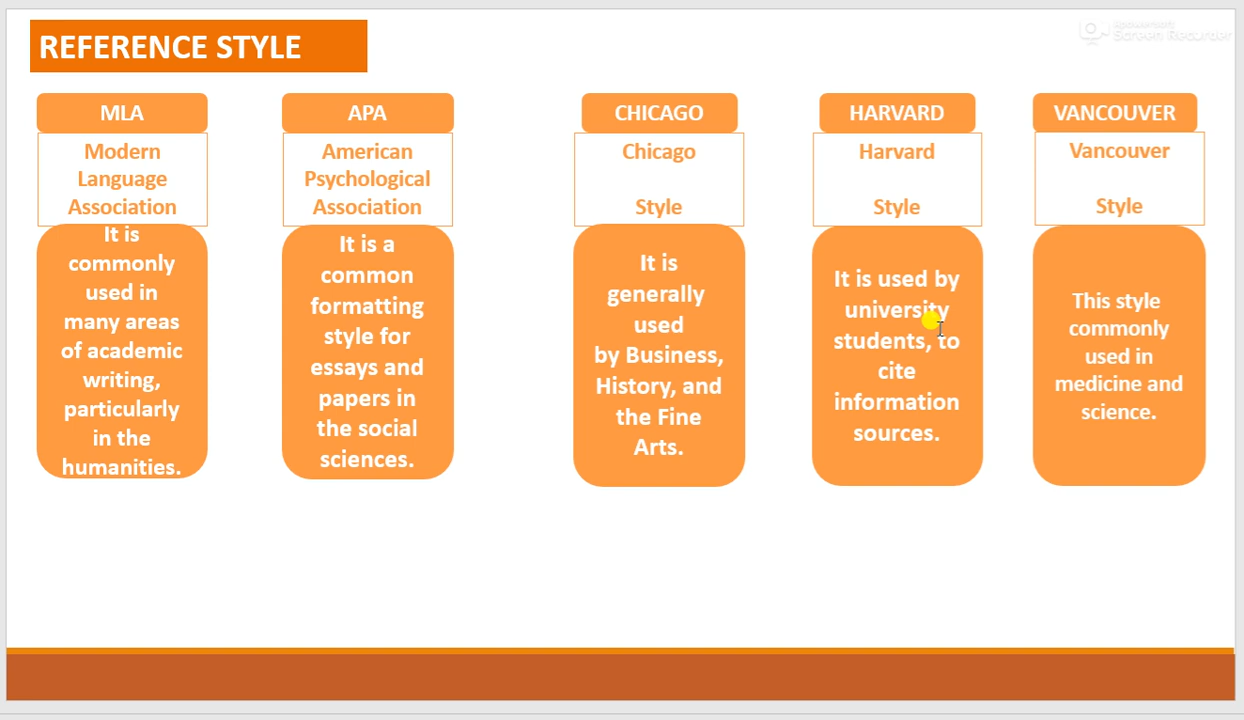 REFERENCE STYLE
Apowersoft
Screen Recorder
MLA
Modern
Language
Association
It is
commonly
used in
many areas
of academic
writing,
particularly
in the
humanities.
APA
American
Psychological
Association
It is a
common
formatting
style for
essays and
papers in
the social
sciences.
CHICAGO
Chicago
Style
It is
generally
used
by Business,
History, and
the Fine
Arts.
HARVARD
Harvard
Style
It is used by
university
students, to
cite
information
sources.
VANCOUVER
Vancouver
Style
This style
commonly
used in
medicine and
science.